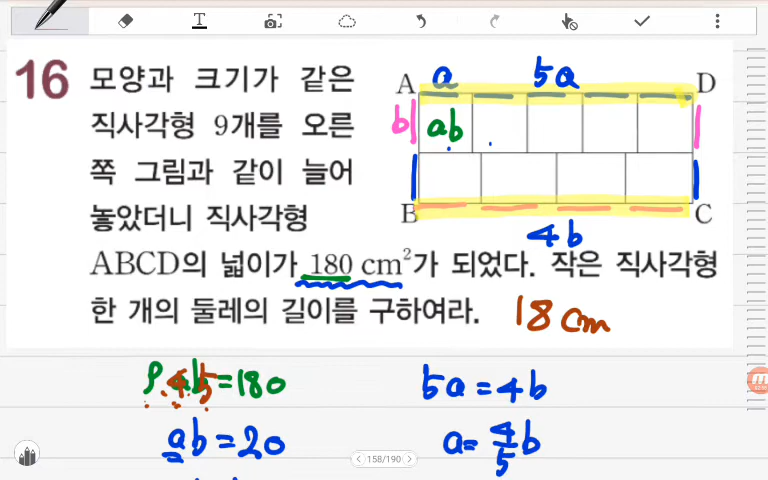 T
16 모양과 크기가 같은
직사각형 9개를 오른
쪽 그림과 같이 늘어
놓았더니 직사각형
ABCD의 넓이가 180 cm²가 되었다. 작은 직사각형
한 개의 둘레의 길이를 구하여라. 18 cm
A a 5a D
b ab
B C
4b
=180 5a=4b
ab=20 a=4/5b
158/190